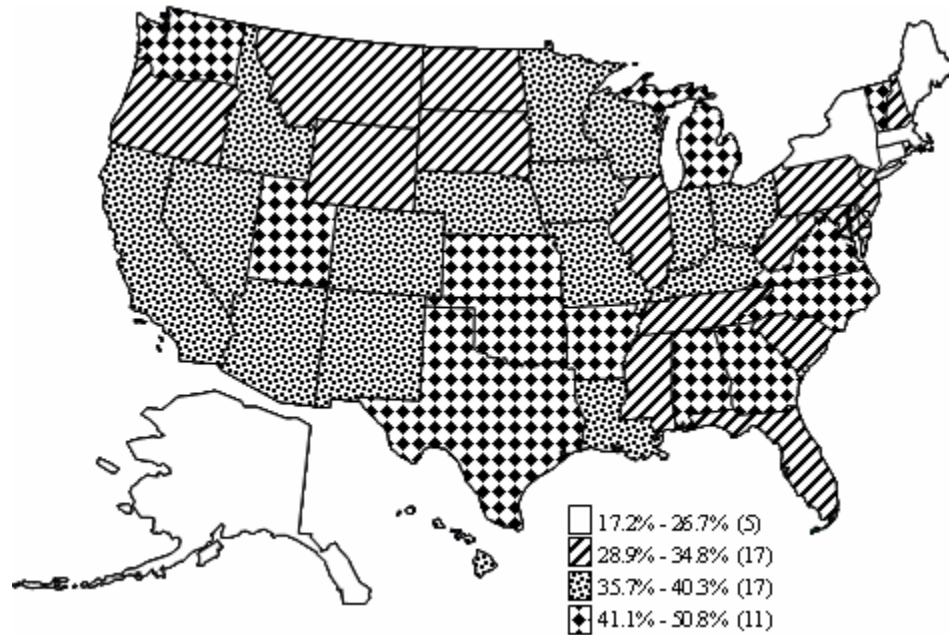 17.2% - 26.7% (5)
28.9% - 34.8% (17)
35.7% - 40.3% (17)
41.1% - 50.8% (11)